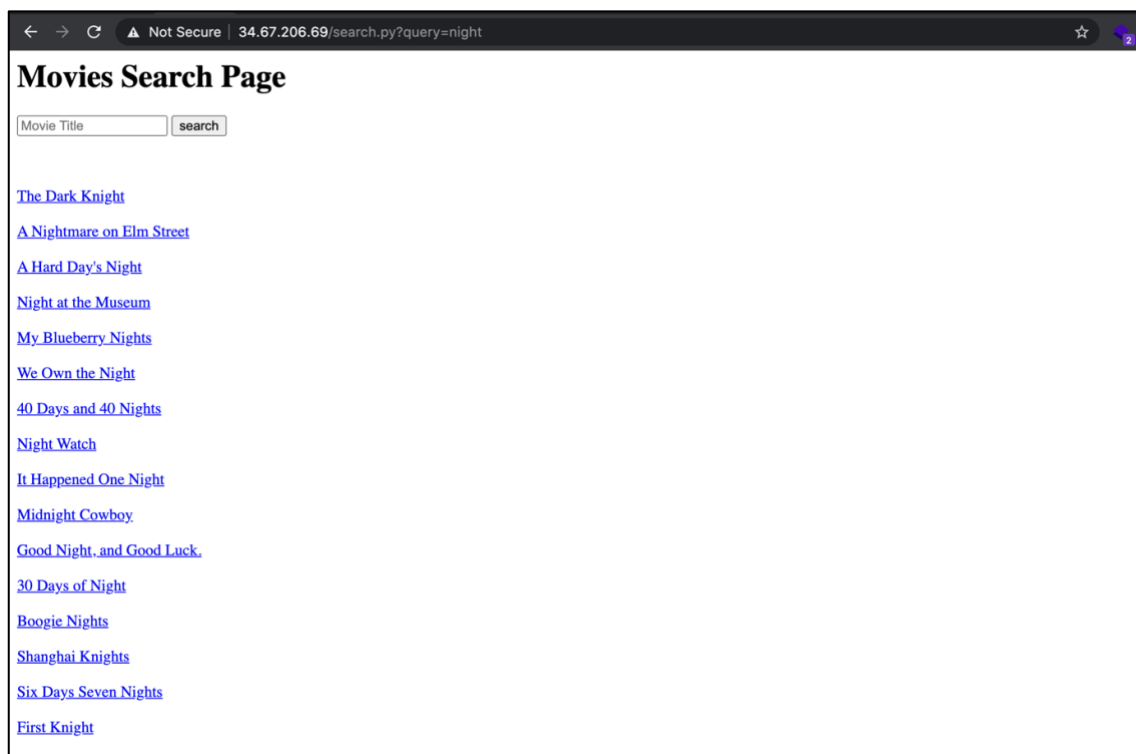 Not Secure 34.67.206.69/search.py?query=night
2
Movies Search Page
Movie Title search
The Dark Knight
A Nightmare on Elm Street
A Hard Day's Night
Night at the Museum
My Blueberry Nights
We Own the Night
40 Days and 40 Nights
Night Watch
It Happened One Night
Midnight Cowboy
Good Night, and Good Luck.
30 Days of Night
Boogie Nights
Shanghai Knights
Six Days Seven Nights
First Knight